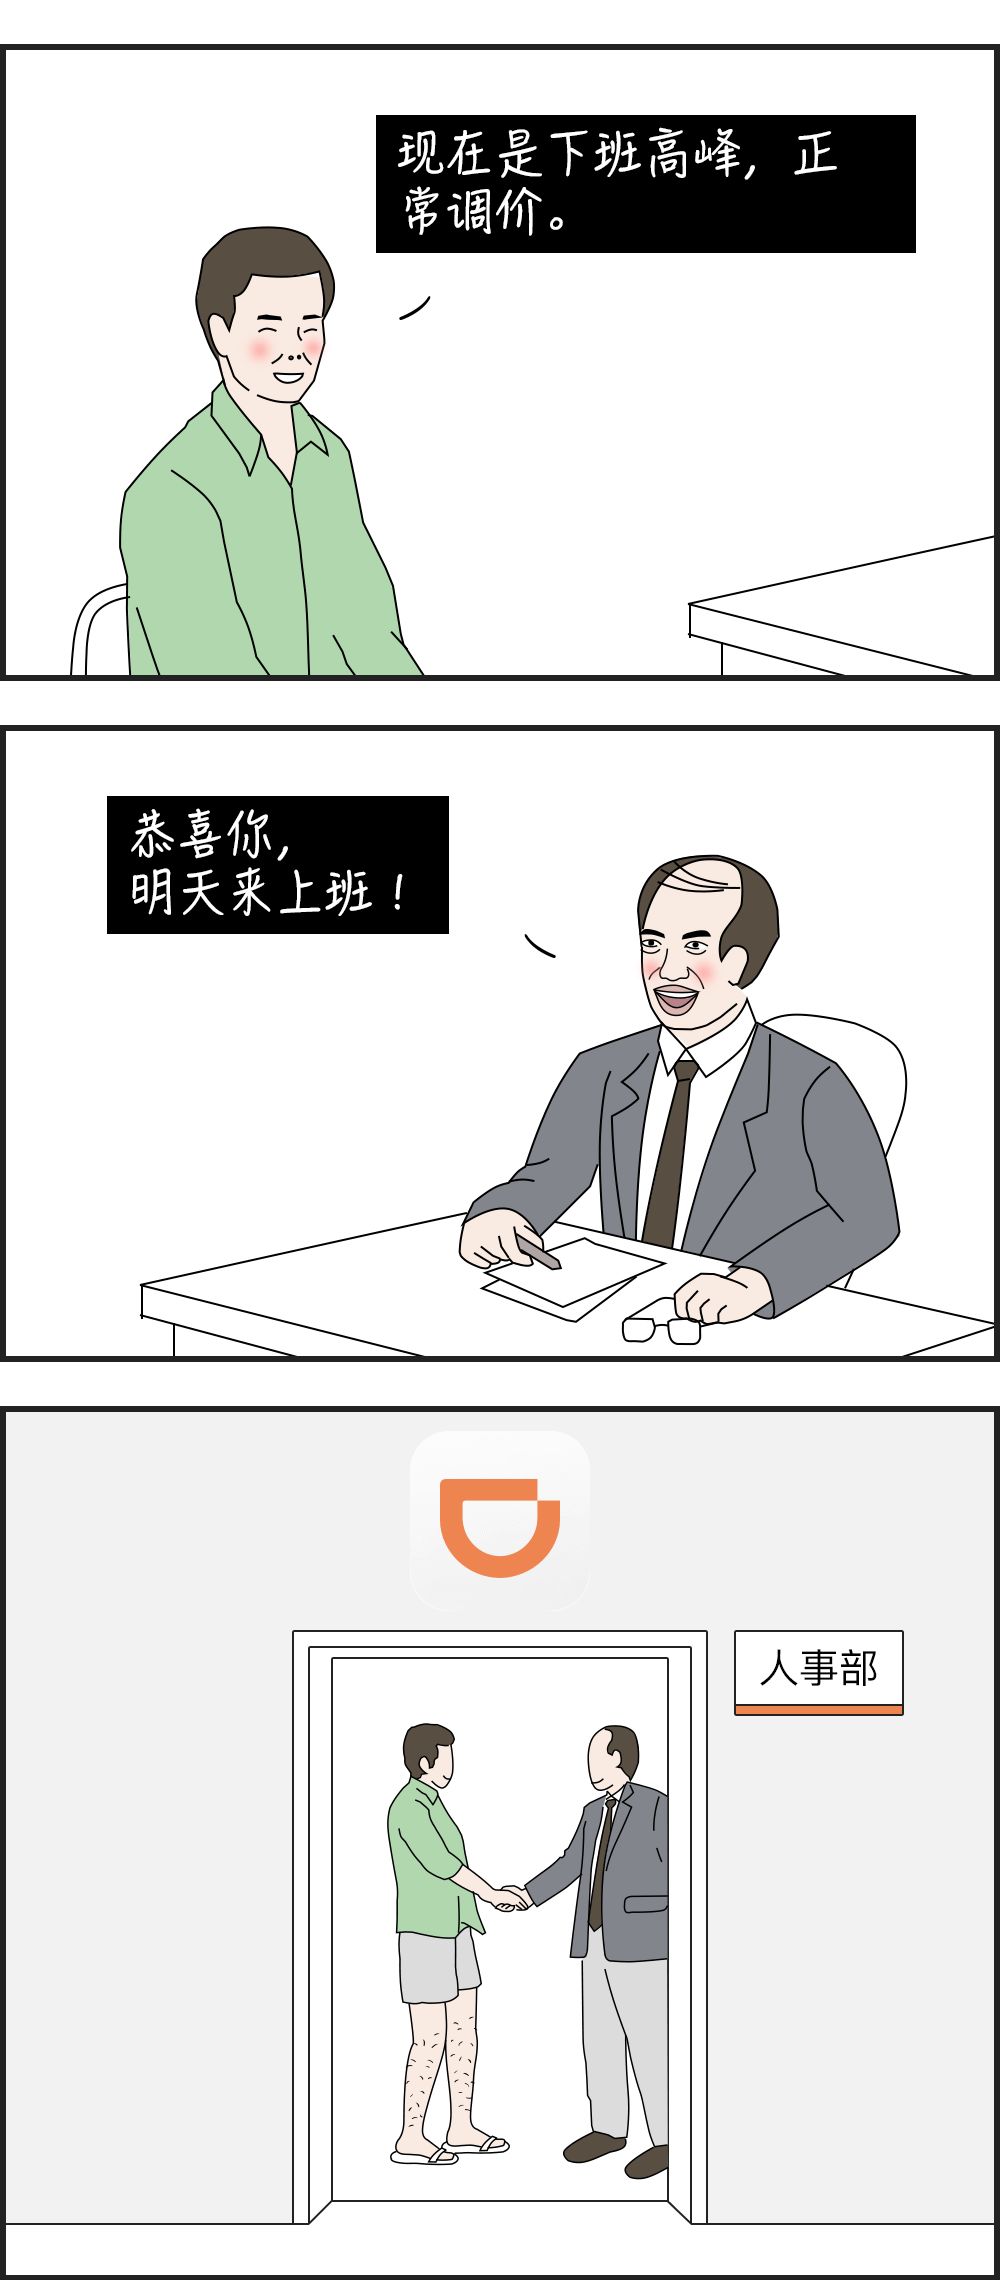 现在是下班高峰，正
常调价。
恭喜你，
明天来上班！
人事部